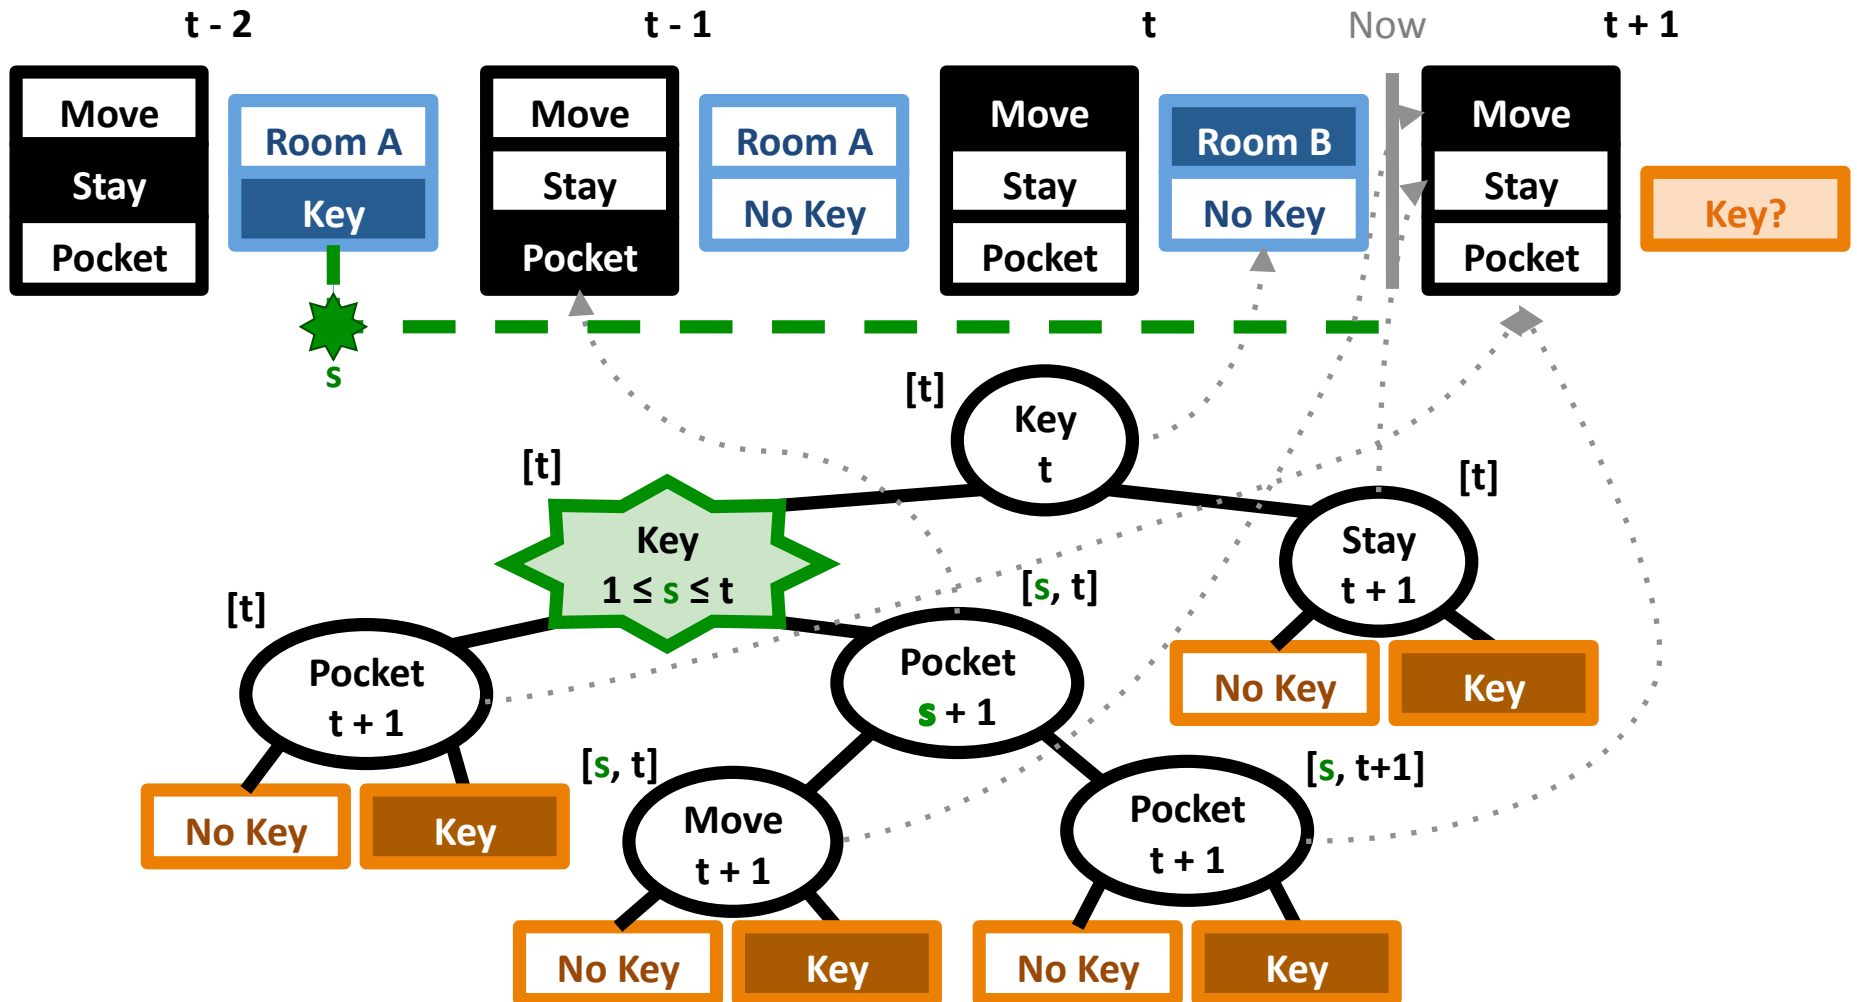 t - 2
t - 1
t
Now
t + 1
Move
Stay
Pocket
Room A
Key
Move
Stay
Pocket
Room A
No Key
Move
Stay
Pocket
Room B
No Key
Move
Stay
Pocket
Key?
s
[t]
Key
t
[t]
Key
1 ≤ s ≤ t
[t]
Stay
t + 1
No Key
Key
[t]
Pocket
t + 1
No Key
Key
[s, t]
Pocket
s + 1
[s, t]
Move
t + 1
No Key
Key
[s, t+1]
Pocket
t + 1
No Key
Key